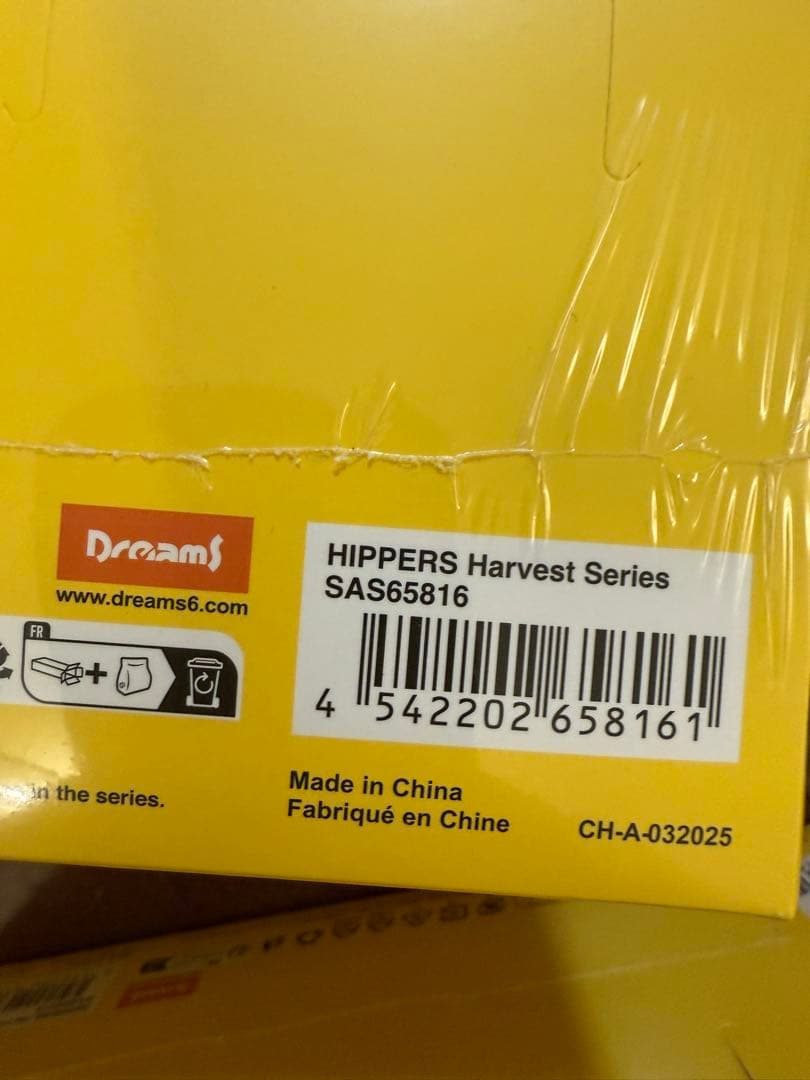 Dreams
www.dreams6.com
FR
HIPPERS Harvest Series
SAS65816
4 542202 658161
in the series.
Made in China
Fabriqué en Chine
CH-A-032025